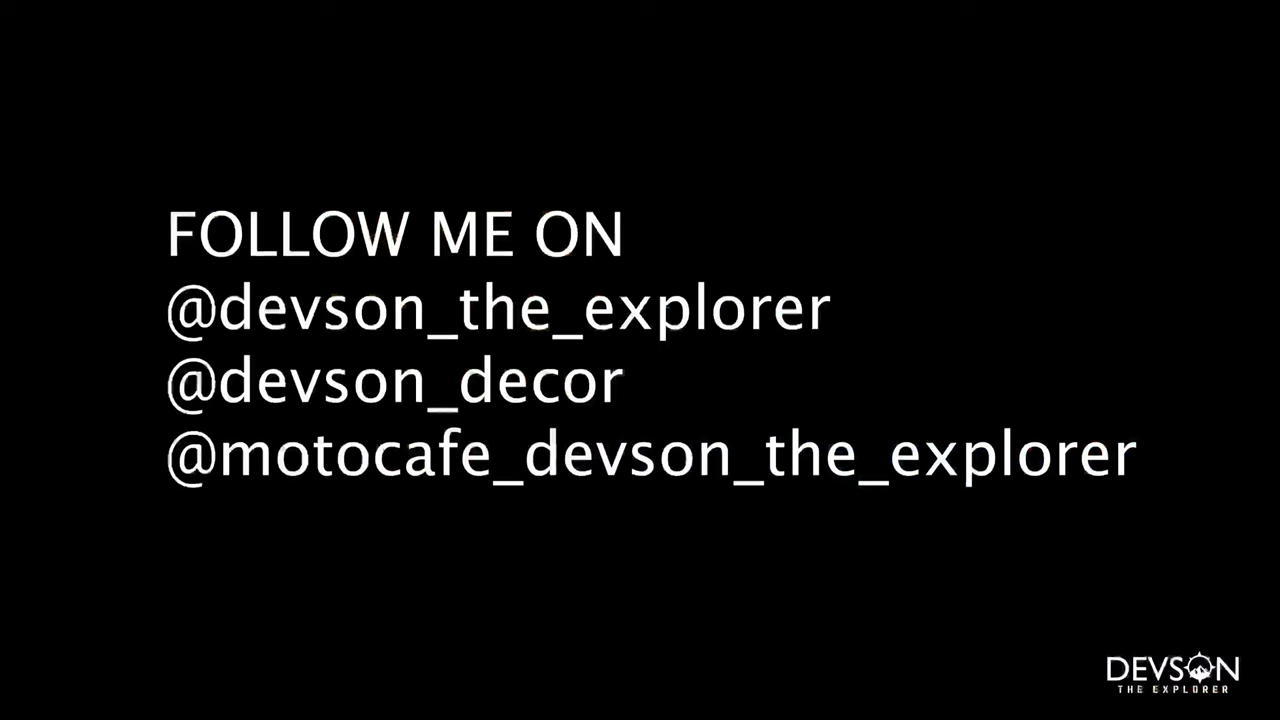 FOLLOW ME ON
@devson_the_explorer
@devson_decor
@motocafe_devson_the_explorer
DEVSON
THE EXPLORER